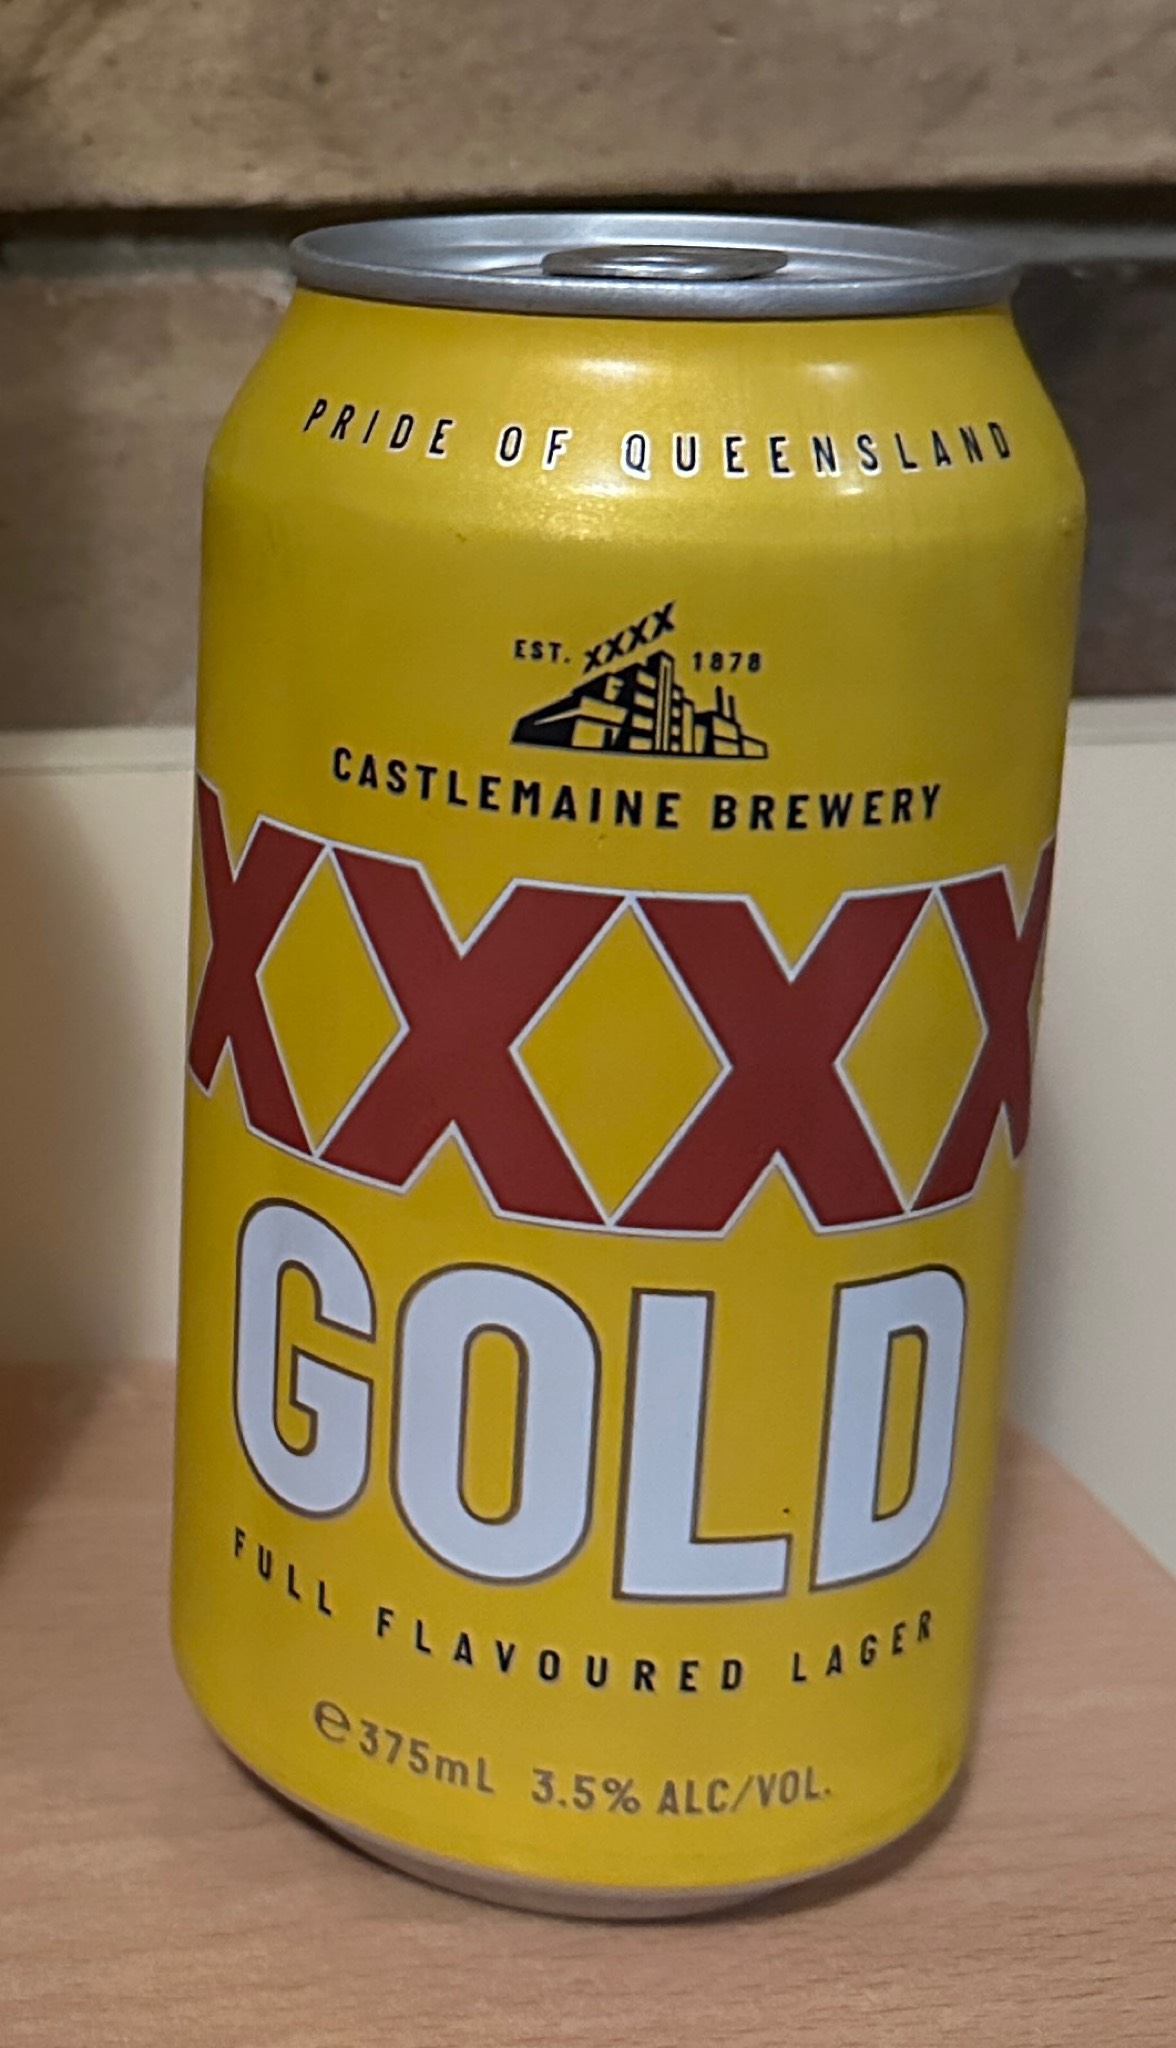 PRIDE OF QUEENSLAND
EST. XXXX 1878
CASTLEMAINE BREWERY
XXXX
GOLD
FULL FLAVOURED LAGER
℮375mL 3.5% ALC/VOL.